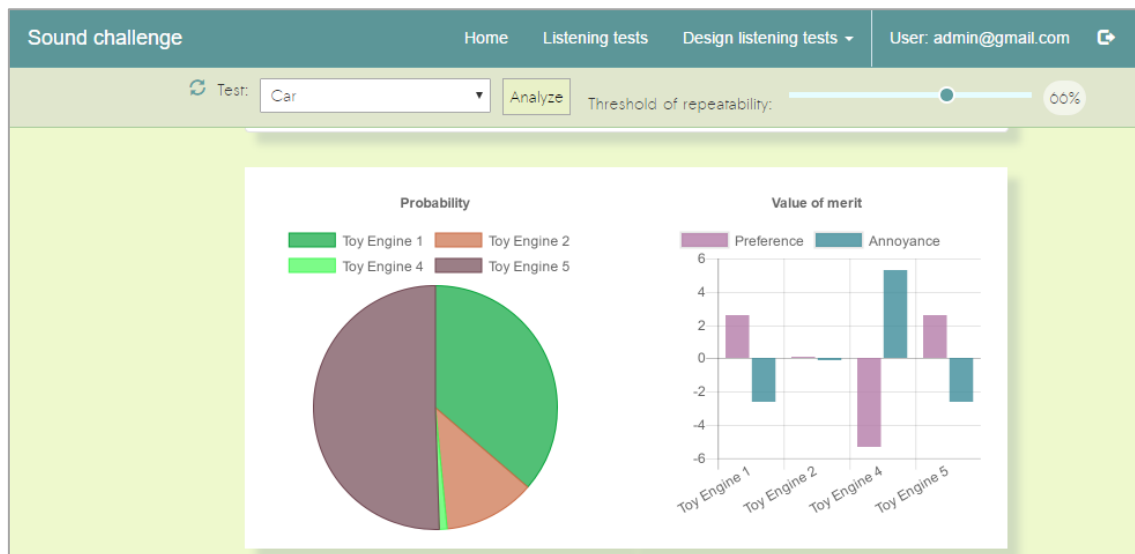 Sound challenge Home Listening tests Design listening tests User: admin@gmail.com
Test: Car Analyze Threshold of repeatability: 66%
Probability
Toy Engine 1 Toy Engine 2
Toy Engine 4 Toy Engine 5
Value of merit
Preference Annoyance
6
4
2
0
-2
-4
-6
Toy Engine 1 Toy Engine 2 Toy Engine 4 Toy Engine 5